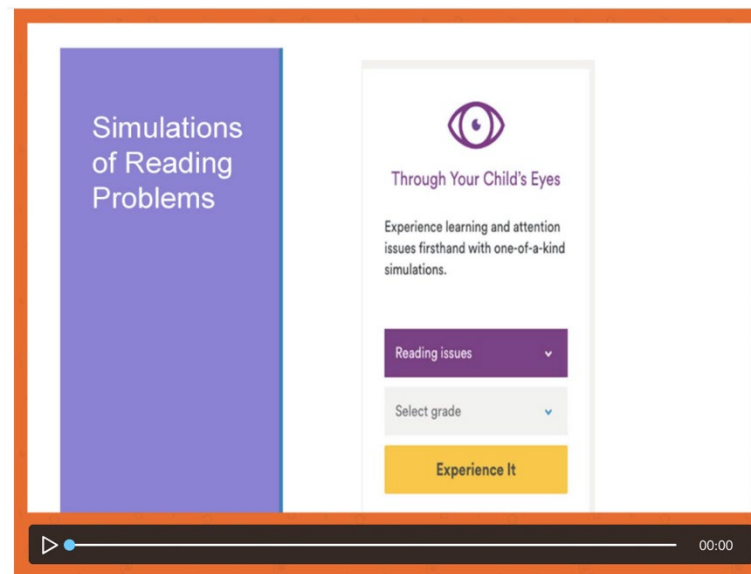 Simulations
of Reading
Problems
Through Your Child's Eyes
Experience learning and attention
issues firsthand with one-of-a-kind
simulations.
Reading issues
Select grade
Experience It
00:00